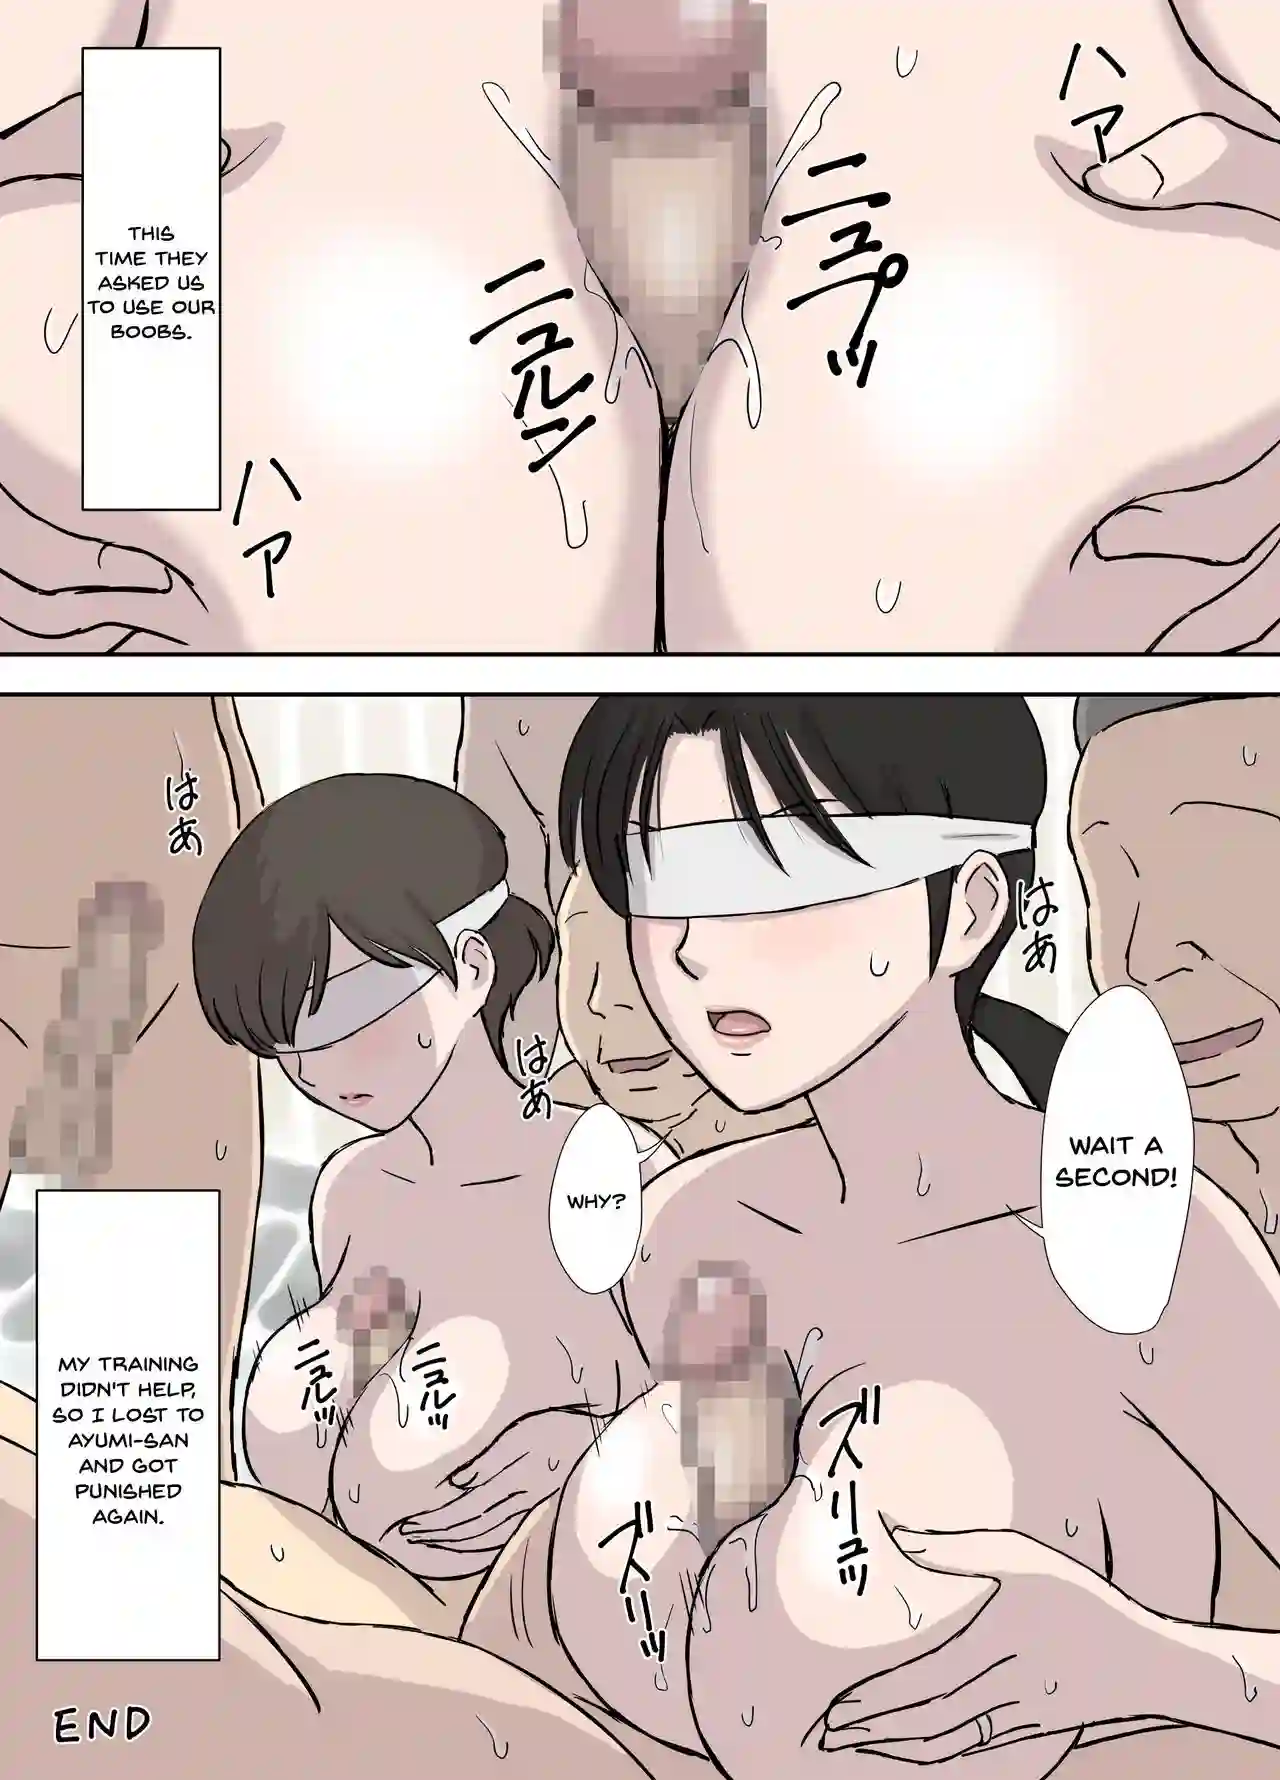 THIS
TIME THEY
ASKED US
TO USE OUR
BOOBS.
ハァ
ニュプッ
ニュルン
ハァ
はぁ
はぁ
はぁ
WAIT A
SECOND!
WHY?
ニュルッ
ニュルッ
ズリュッ
ズリッ
MY TRAINING
DIDN'T HELP,
SO I LOST TO
AYUMI-SAN
AND GOT
PUNISHED
AGAIN.
END